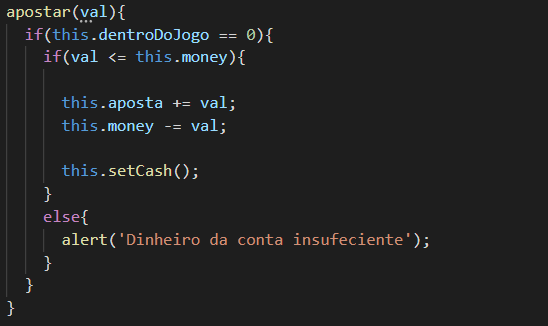 apostar(val){
if(this.dentroDoJogo == 0){
if(val <= this.money){
this.aposta += val;
this.money -= val;
this.setCash();
}
else{
alert('Dinheiro da conta insufeciente');
}
}
}